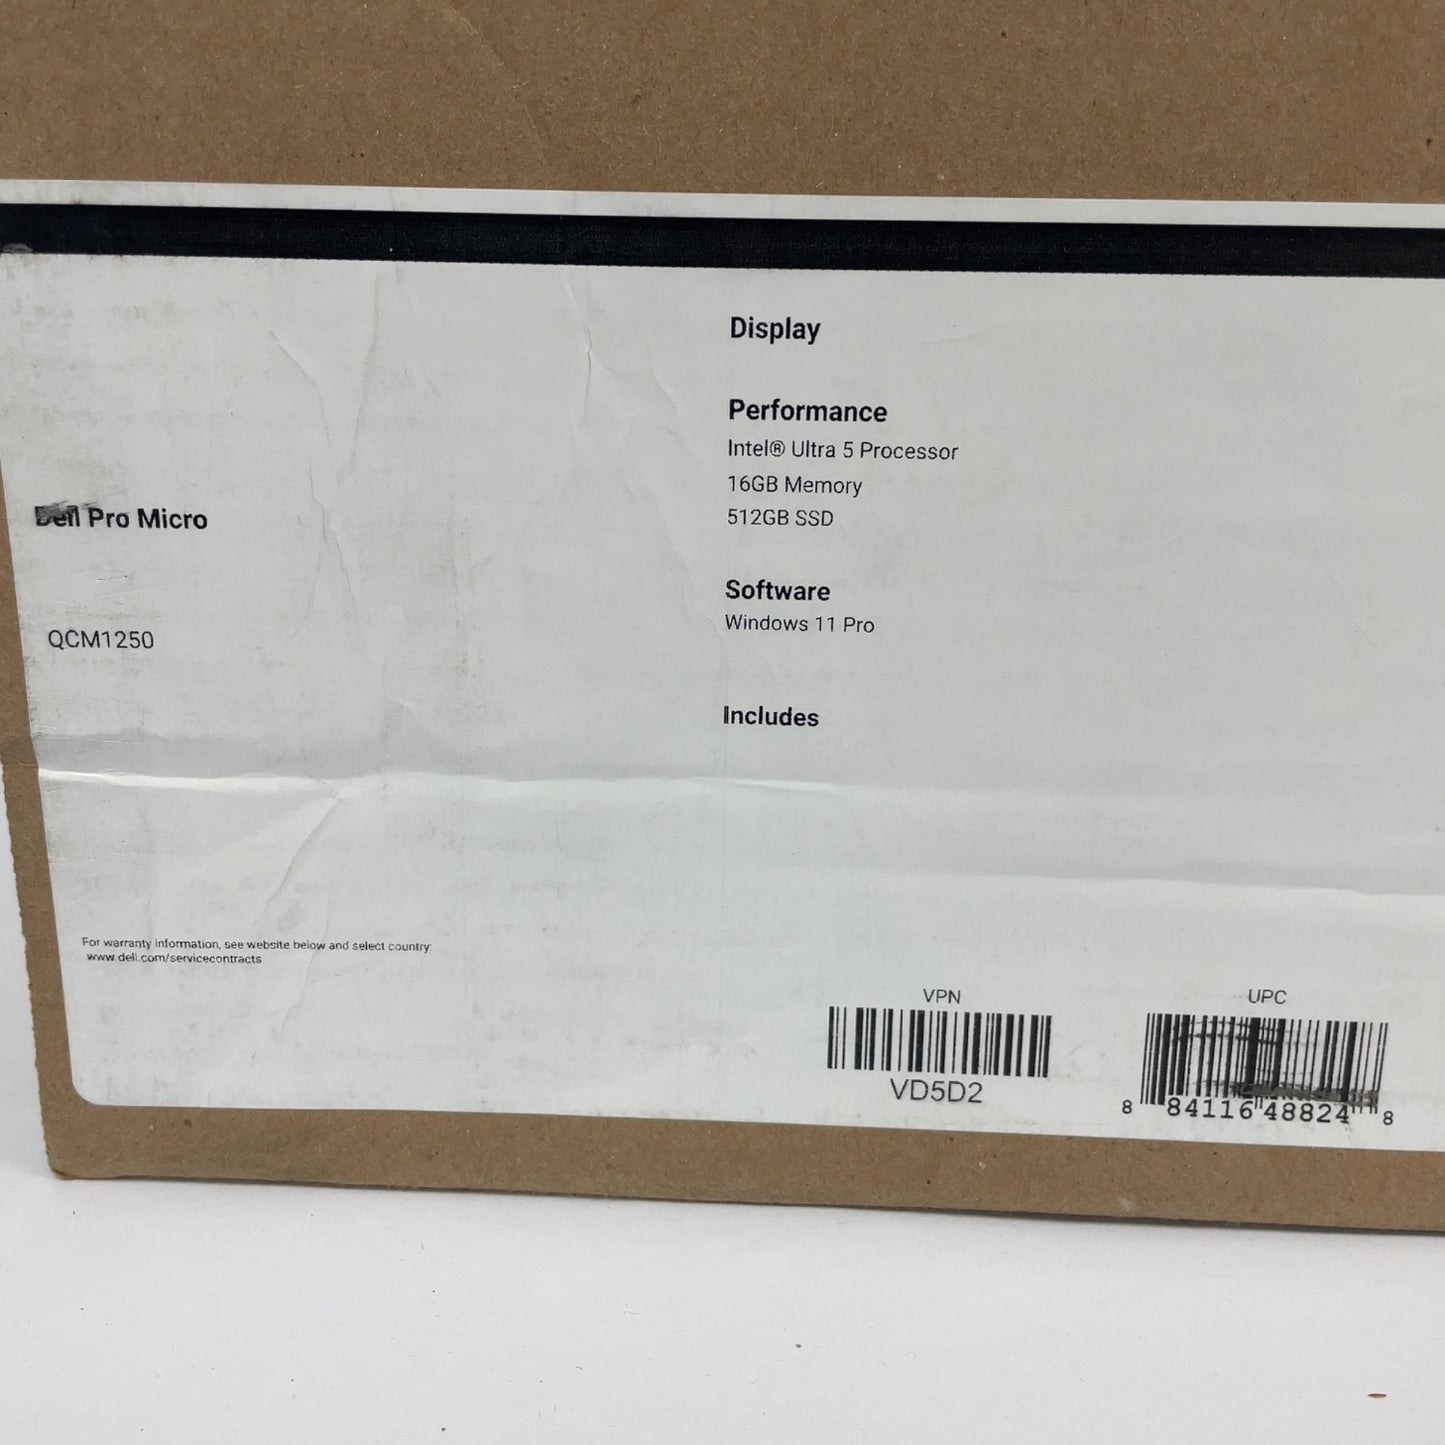 Dell Pro Micro
QCM1250
For warranty information, see website below and select country:
www.dell.com/servicecontracts
Display
Performance
Intel® Ultra 5 Processor
16GB Memory
512GB SSD
Software
Windows 11 Pro
Includes
VPN
VD5D2
UPC
8 84116 48824 8